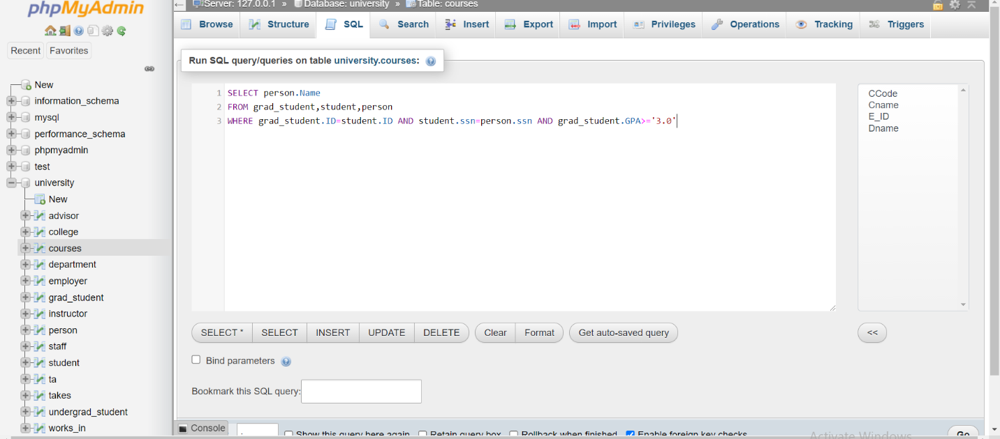 phpMyAdmin
Recent Favorites
New
information_schema
mysql
performance_schema
phpmyadmin
test
university
New
advisor
college
courses
department
employer
grad_student
instructor
person
staff
student
ta
takes
undergrad_student
works_in
Server: 127.0.0.1 » Database: university » Table: courses
Browse Structure SQL Search Insert Export Import Privileges Operations Tracking Triggers
Run SQL query/queries on table university.courses:
1 SELECT person.Name
2 FROM grad_student,student,person
3 WHERE grad_student.ID=student.ID AND student.ssn=person.ssn AND grad_student.GPA>='3.0'
CCode
Cname
E_ID
Dname
SELECT * SELECT INSERT UPDATE DELETE Clear Format Get auto-saved query <<
Bind parameters
Bookmark this SQL query:
Console
Show this query here again Retain query box Rollback when finished Enable foreign key checks Go
Activate Windows